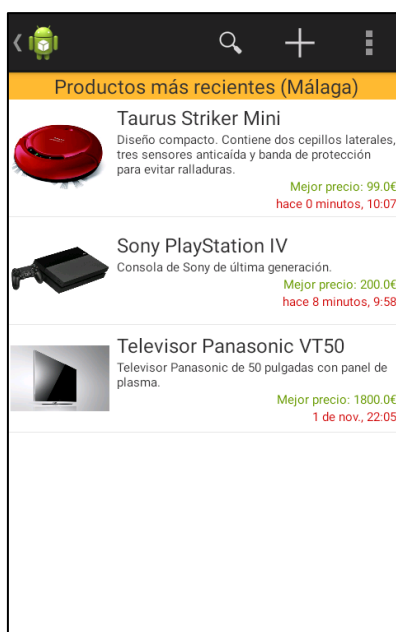 Productos más recientes (Málaga)
Taurus Striker Mini
Diseño compacto. Contiene dos cepillos laterales,
tres sensores anticaída y banda de protección
para evitar ralladuras.
Mejor precio: 99.0€
hace 0 minutos, 10:07
Sony PlayStation IV
Consola de Sony de última generación.
Mejor precio: 200.0€
hace 8 minutos, 9:58
Televisor Panasonic VT50
Televisor Panasonic de 50 pulgadas con panel de
plasma.
Mejor precio: 1800.0€
1 de nov., 22:05